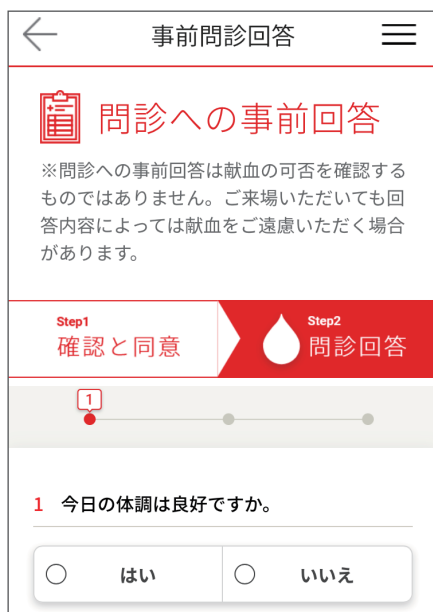 事前問診回答
問診への事前回答
※問診への事前回答は献血の可否を確認する
ものではありません。ご来場いただいても回
答内容によっては献血をご遠慮いただく場合
があります。
Step1
確認と同意
Step2
問診回答
1
1 今日の体調は良好ですか。
はい いいえ